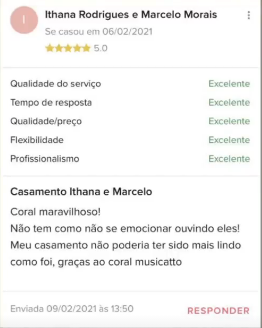 I
Ithana Rodrigues e Marcelo Morais
Se casou em 06/02/2021
5.0
Qualidade do serviço Excelente
Tempo de resposta Excelente
Qualidade/preço Excelente
Flexibilidade Excelente
Profissionalismo Excelente
Casamento Ithana e Marcelo
Coral maravilhoso!
Não tem como não se emocionar ouvindo eles!
Meu casamento não poderia ter sido mais lindo
como foi, graças ao coral musicatto
Enviada 09/02/2021 às 13:50 RESPONDER